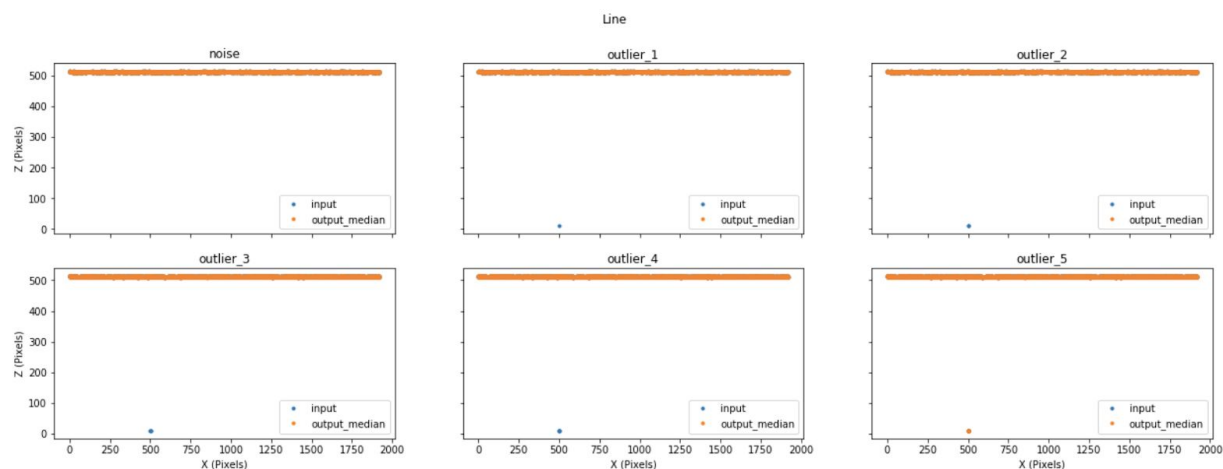 Line
noise
outlier_1
outlier_2
500
400
300
200
100
0
Z (Pixels)
input
output_median
input
output_median
input
output_median
outlier_3
outlier_4
outlier_5
500
400
300
200
100
0
Z (Pixels)
input
output_median
input
output_median
input
output_median
0 250 500 750 1000 1250 1500 1750 2000
0 250 500 750 1000 1250 1500 1750 2000
0 250 500 750 1000 1250 1500 1750 2000
X (Pixels)
X (Pixels)
X (Pixels)